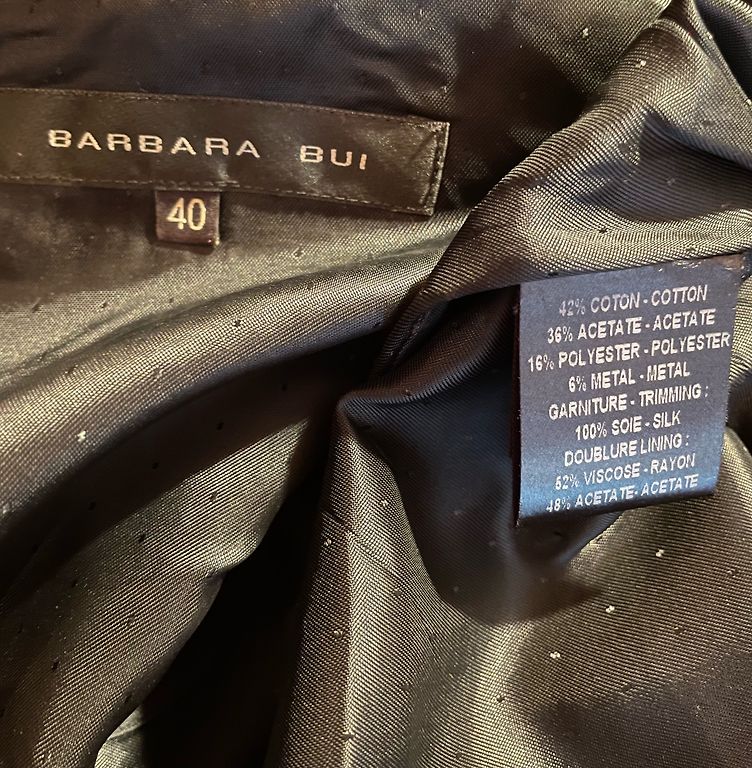 BARBARA BUI
40
42% COTON - COTTON
36% ACETATE - ACETATE
16% POLYESTER - POLYESTER
6% METAL - METAL
GARNITURE - TRIMMING :
100% SOIE - SILK
DOUBLURE LINING :
52% VISCOSE - RAYON
48% ACETATE- ACETATE